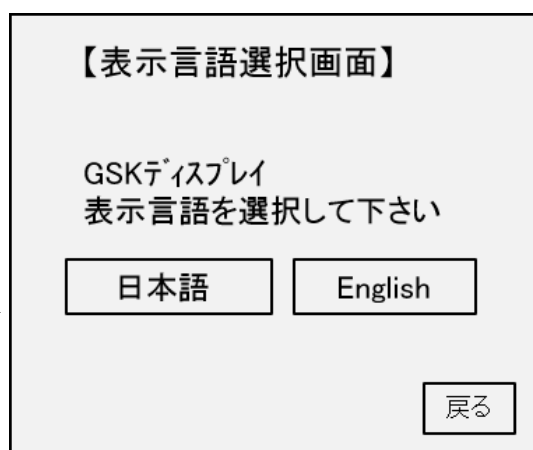 【表示言語選択画面】
GSKﾃﾞｨｽﾌﾟﾚｲ
表示言語を選択して下さい
日本語
English
戻る